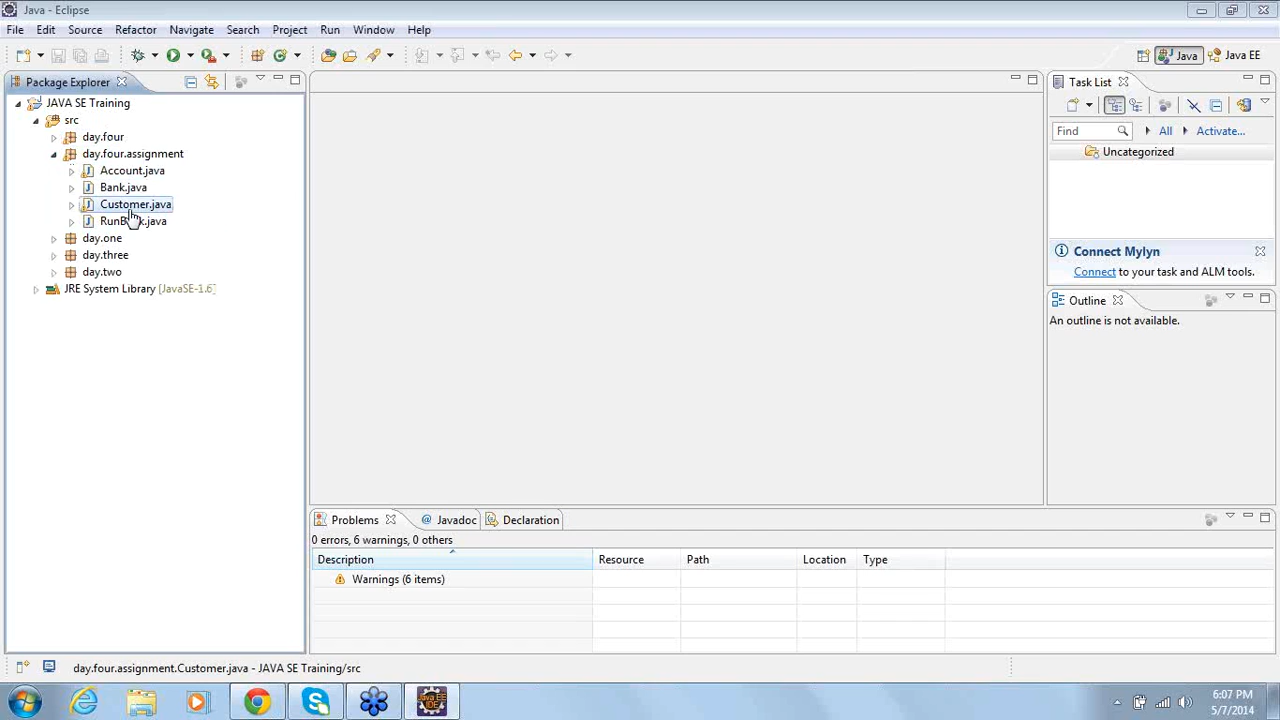 Java - Eclipse
File Edit Source Refactor Navigate Search Project Run Window Help
Java
Java EE
Package Explorer
JAVA SE Training
src
day.four
day.four.assignment
Account.java
Bank.java
Customer.java
day.one
day.three
day.two
JRE System Library [JavaSE-1.6]
Task List
Find
All
Activate...
Uncategorized
Connect Mylyn
Connect to your task and ALM tools.
Outline
An outline is not available.
Problems
@ Javadoc
Declaration
0 errors, 6 warnings, 0 others
Description Resource Path Location Type
Warnings (6 items)
day.four.assignment.Customer.java - JAVA SE Training/src
Java EE
IDE
6:07 PM
5/7/2014